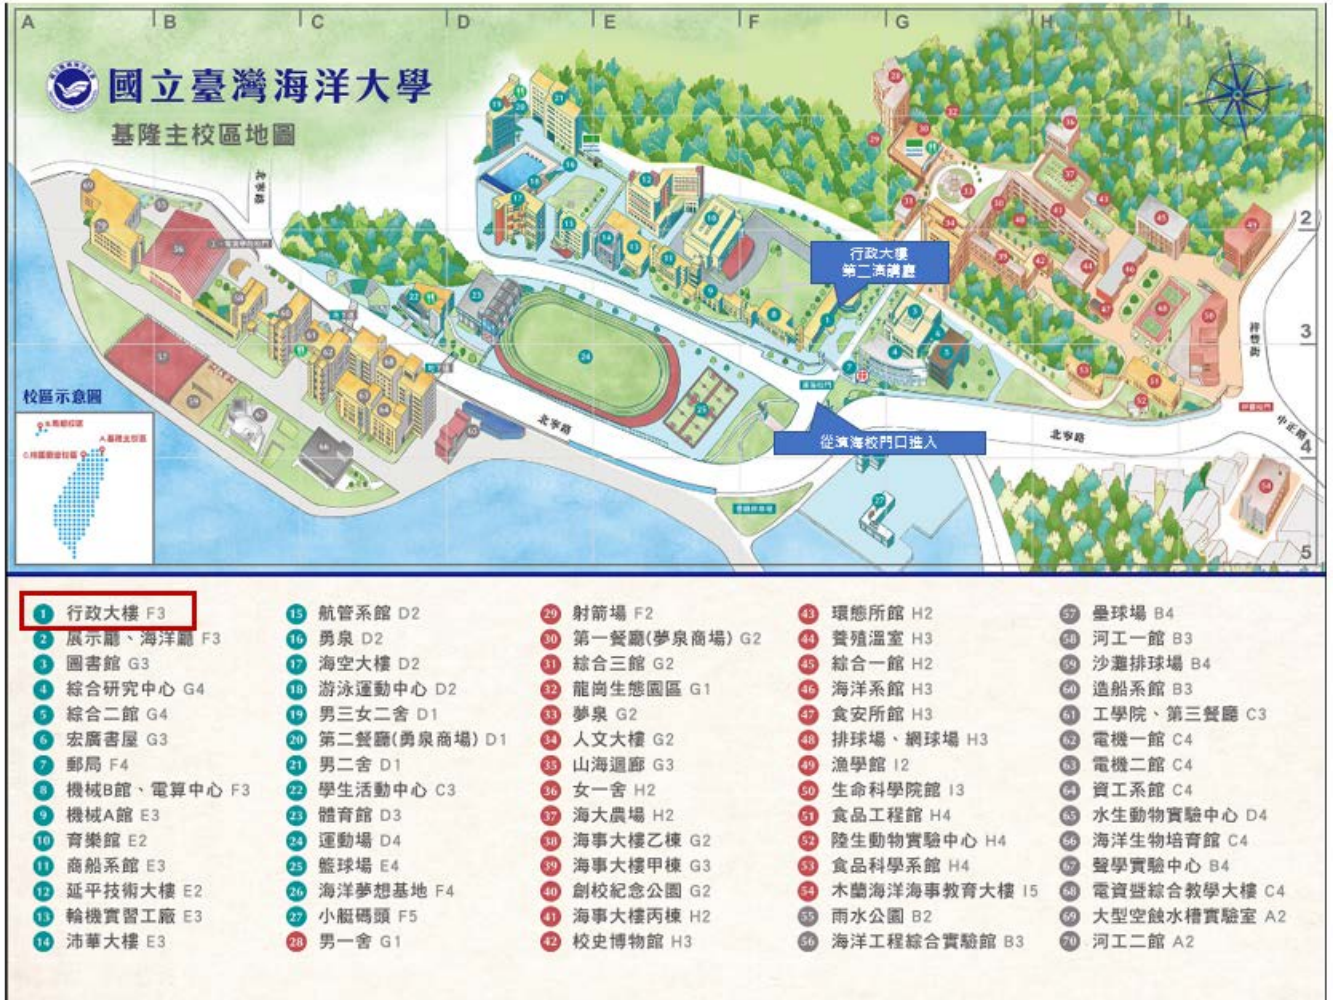 A B C D E F G H I
國立臺灣海洋大學
基隆主校區地圖
北寧路
行政大樓
第二演講廳
從濱海校門口進入
北寧路
北寧路
祥豐街
中正路
1
2
3
4
5
校區示意圖
A.基隆主校區
1 行政大樓 F3
2 展示廳、海洋廳 F3
3 圖書館 G3
4 綜合研究中心 G4
5 綜合二館 G4
6 宏廣書屋 G3
7 郵局 F4
8 機械B館、電算中心 F3
9 機械A館 E3
10 育樂館 E2
11 商船系館 E3
12 延平技術大樓 E2
13 輪機實習工廠 E3
14 沛華大樓 E3
15 航管系館 D2
16 勇泉 D2
17 海空大樓 D2
18 游泳運動中心 D2
19 男三女二舍 D1
20 第二餐廳(勇泉商場) D1
21 男二舍 D1
22 學生活動中心 C3
23 體育館 D3
24 運動場 D4
25 籃球場 E4
26 海洋夢想基地 F4
27 小艇碼頭 F5
28 男一舍 G1
29 射箭場 F2
30 第一餐廳(夢泉商場) G2
31 綜合三館 G2
32 龍崗生態園區 G1
33 夢泉 G2
34 人文大樓 G2
35 山海迴廊 G3
36 女一舍 H2
37 海大農場 H2
38 海事大樓乙棟 G2
39 海事大樓甲棟 G3
40 創校紀念公園 G2
41 海事大樓丙棟 H2
42 校史博物館 H3
43 環態所館 H2
44 養殖溫室 H3
45 綜合一館 H2
46 海洋系館 H3
47 食安所館 H3
48 排球場、網球場 H3
49 漁學館 I2
50 生命科學院館 I3
51 食品工程館 H4
52 陸生動物實驗中心 H4
53 食品科學系館 H4
54 木蘭海洋海事教育大樓 I5
55 雨水公園 B2
56 海洋工程綜合實驗館 B3
57 壘球場 B4
58 河工一館 B3
59 沙灘排球場 B4
60 造船系館 B3
61 工學院、第三餐廳 C3
62 電機一館 C4
63 電機二館 C4
64 資工系館 C4
65 水生動物實驗中心 D4
66 海洋生物培育館 C4
67 聲學實驗中心 B4
68 電資暨綜合教學大樓 C4
69 大型空蝕水槽實驗室 A2
70 河工二館 A2